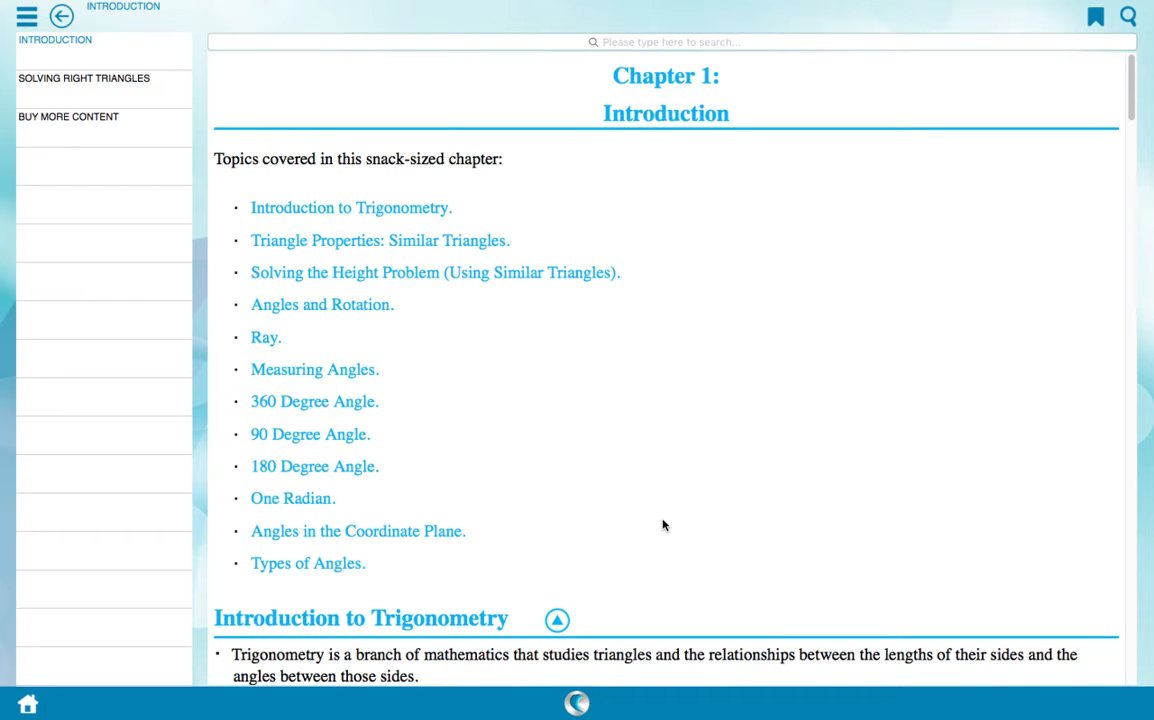 INTRODUCTION
INTRODUCTION
SOLVING RIGHT TRIANGLES
BUY MORE CONTENT
Please type here to search...
Chapter 1:
Introduction
Topics covered in this snack-sized chapter:
· Introduction to Trigonometry.
· Triangle Properties: Similar Triangles.
· Solving the Height Problem (Using Similar Triangles).
· Angles and Rotation.
· Ray.
· Measuring Angles.
· 360 Degree Angle.
· 90 Degree Angle.
· 180 Degree Angle.
· One Radian.
· Angles in the Coordinate Plane.
· Types of Angles.
Introduction to Trigonometry
· Trigonometry is a branch of mathematics that studies triangles and the relationships between the lengths of their sides and the
angles between those sides.